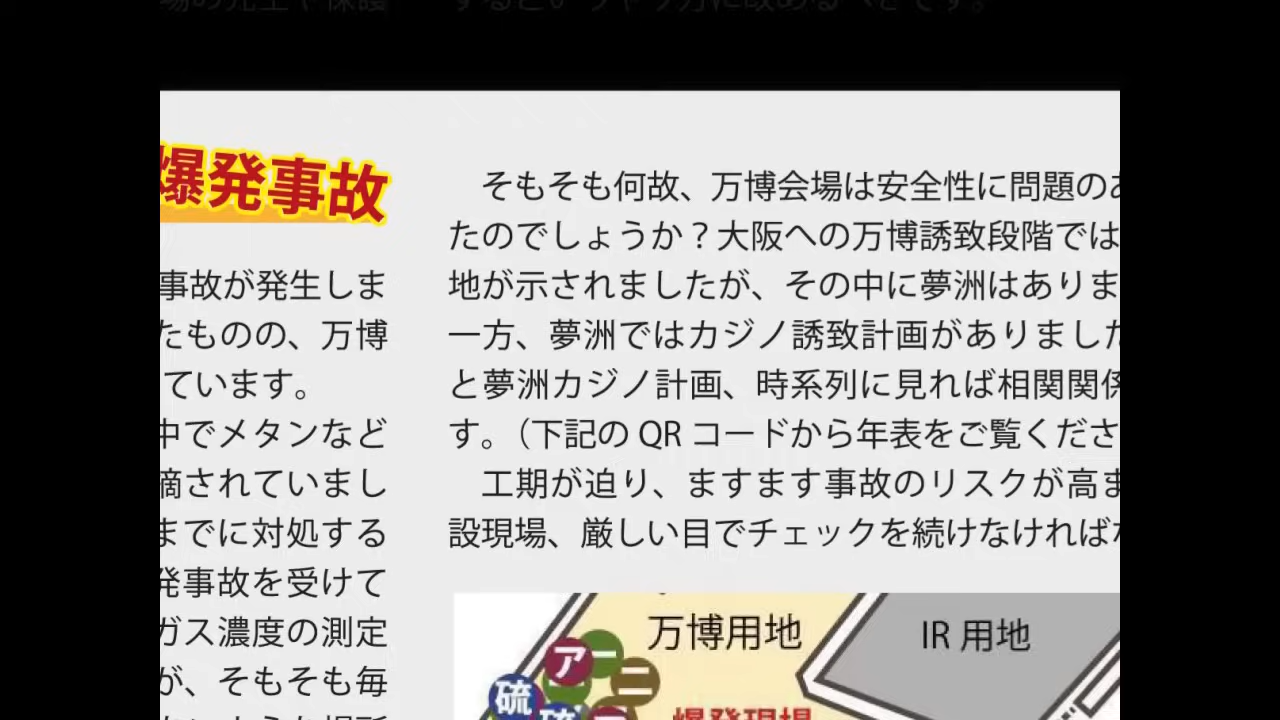 爆発事故
事故が発生しま
たものの、万博
ています。
中でメタンなど
摘されていまし
までに対処する
発事故を受けて
ガス濃度の測定
が、そもそも毎
そもそも何故、万博会場は安全性に問題のあ
たのでしょうか？大阪への万博誘致段階では
地が示されましたが、その中に夢洲はありま
一方、夢洲ではカジノ誘致計画がありました
と夢洲カジノ計画、時系列に見れば相関関係
す。（下記の QR コードから年表をご覧くださ
工期が迫り、ますます事故のリスクが高ま
設現場、厳しい目でチェックを続けなければな
万博用地
IR 用地
ア
ー
ニ
硫
爆発現場